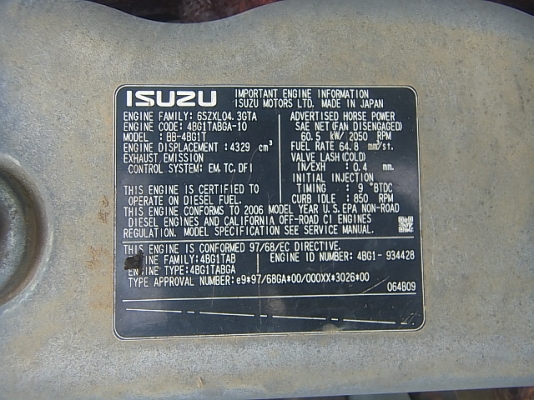 ISUZU
IMPORTANT ENGINE INFORMATION
ISUZU MOTORS LTD. MADE IN JAPAN
ENGINE FAMILY: 6SZXL04.3GTA
ENGINE CODE: 4BG1TABGA-10
MODEL : BB-4BG1T
ENGINE DISPLACEMENT: 4329 cm³
EXHAUST EMISSION
CONTROL SYSTEM: EM, TC, DFI
ADVERTISED HORSE POWER
SAE NET(FAN DISENGAGED)
60.5 kW/ 2050 RPM
FUEL RATE 64.8 mm³/st.
VALVE LASH(COLD)
IN/EXH : 0.4 mm
INITIAL INJECTION
TIMING : 9 °BTDC
CURB IDLE : 850 RPM
THIS ENGINE IS CERTIFIED TO
OPERATE ON DIESEL FUEL.
THIS ENGINE CONFORMS TO 2006 MODEL YEAR U.S. EPA NON-ROAD
DIESEL ENGINES AND CALIFORNIA OFF-ROAD C1 ENGINES
REGULATION. MODEL SPECIFICATION SEE SERVICE MANUAL.
THIS ENGINE IS CONFORMED 97/68/EC DIRECTIVE.
ENGINE FAMILY: 4BG1TAB
ENGINE ID NUMBER: 4BG1- 934428
ENGINE TYPE: 4BG1TABGA
TYPE APPROVAL NUMBER: e9*97/68GA*00/000XX*3026*00
064B09